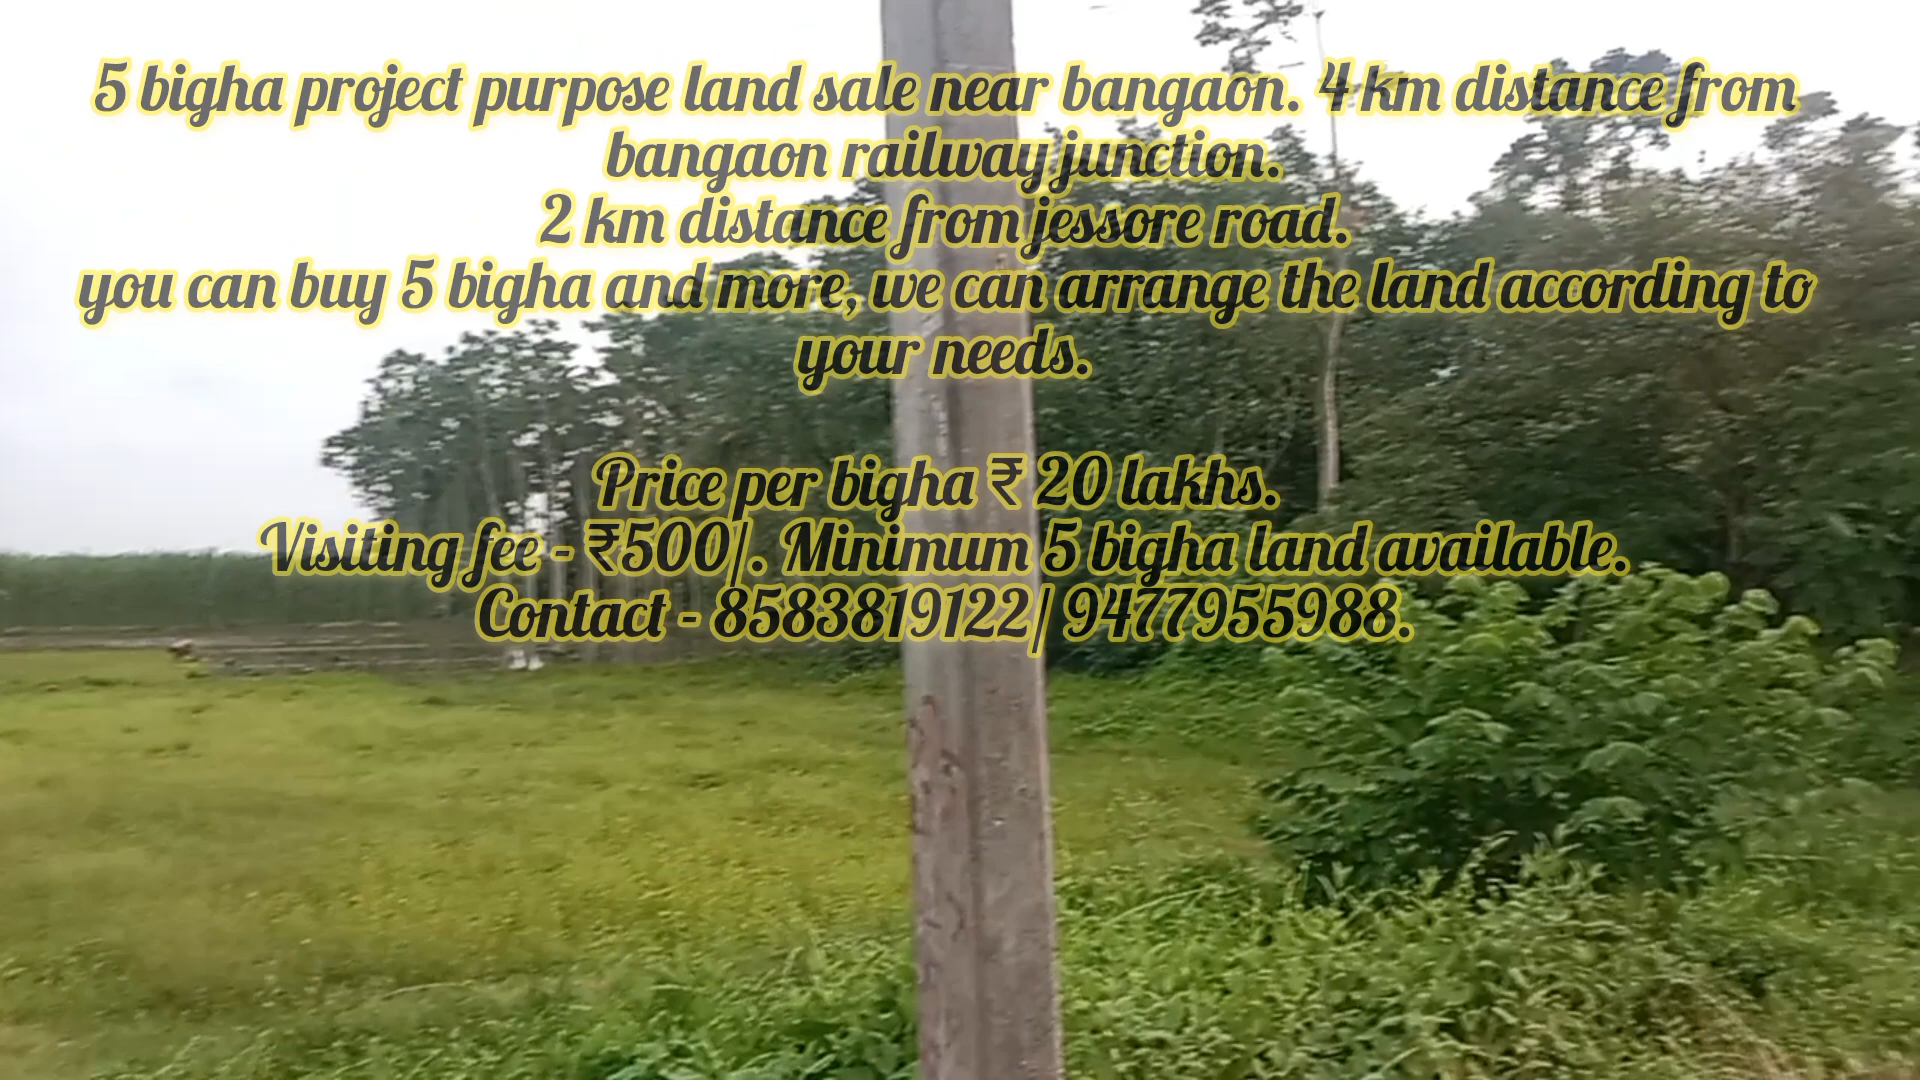 5 bigha project purpose land sale near bangaon. 4 km distance from
bangaon railway junction.
2 km distance from jessore road.
you can buy 5 bigha and more, we can arrange the land according to
your needs.
Price per bigha ₹ 20 lakhs.
Visiting fee - ₹500/. Minimum 5 bigha land available.
Contact - 8583819122/ 9477955988.